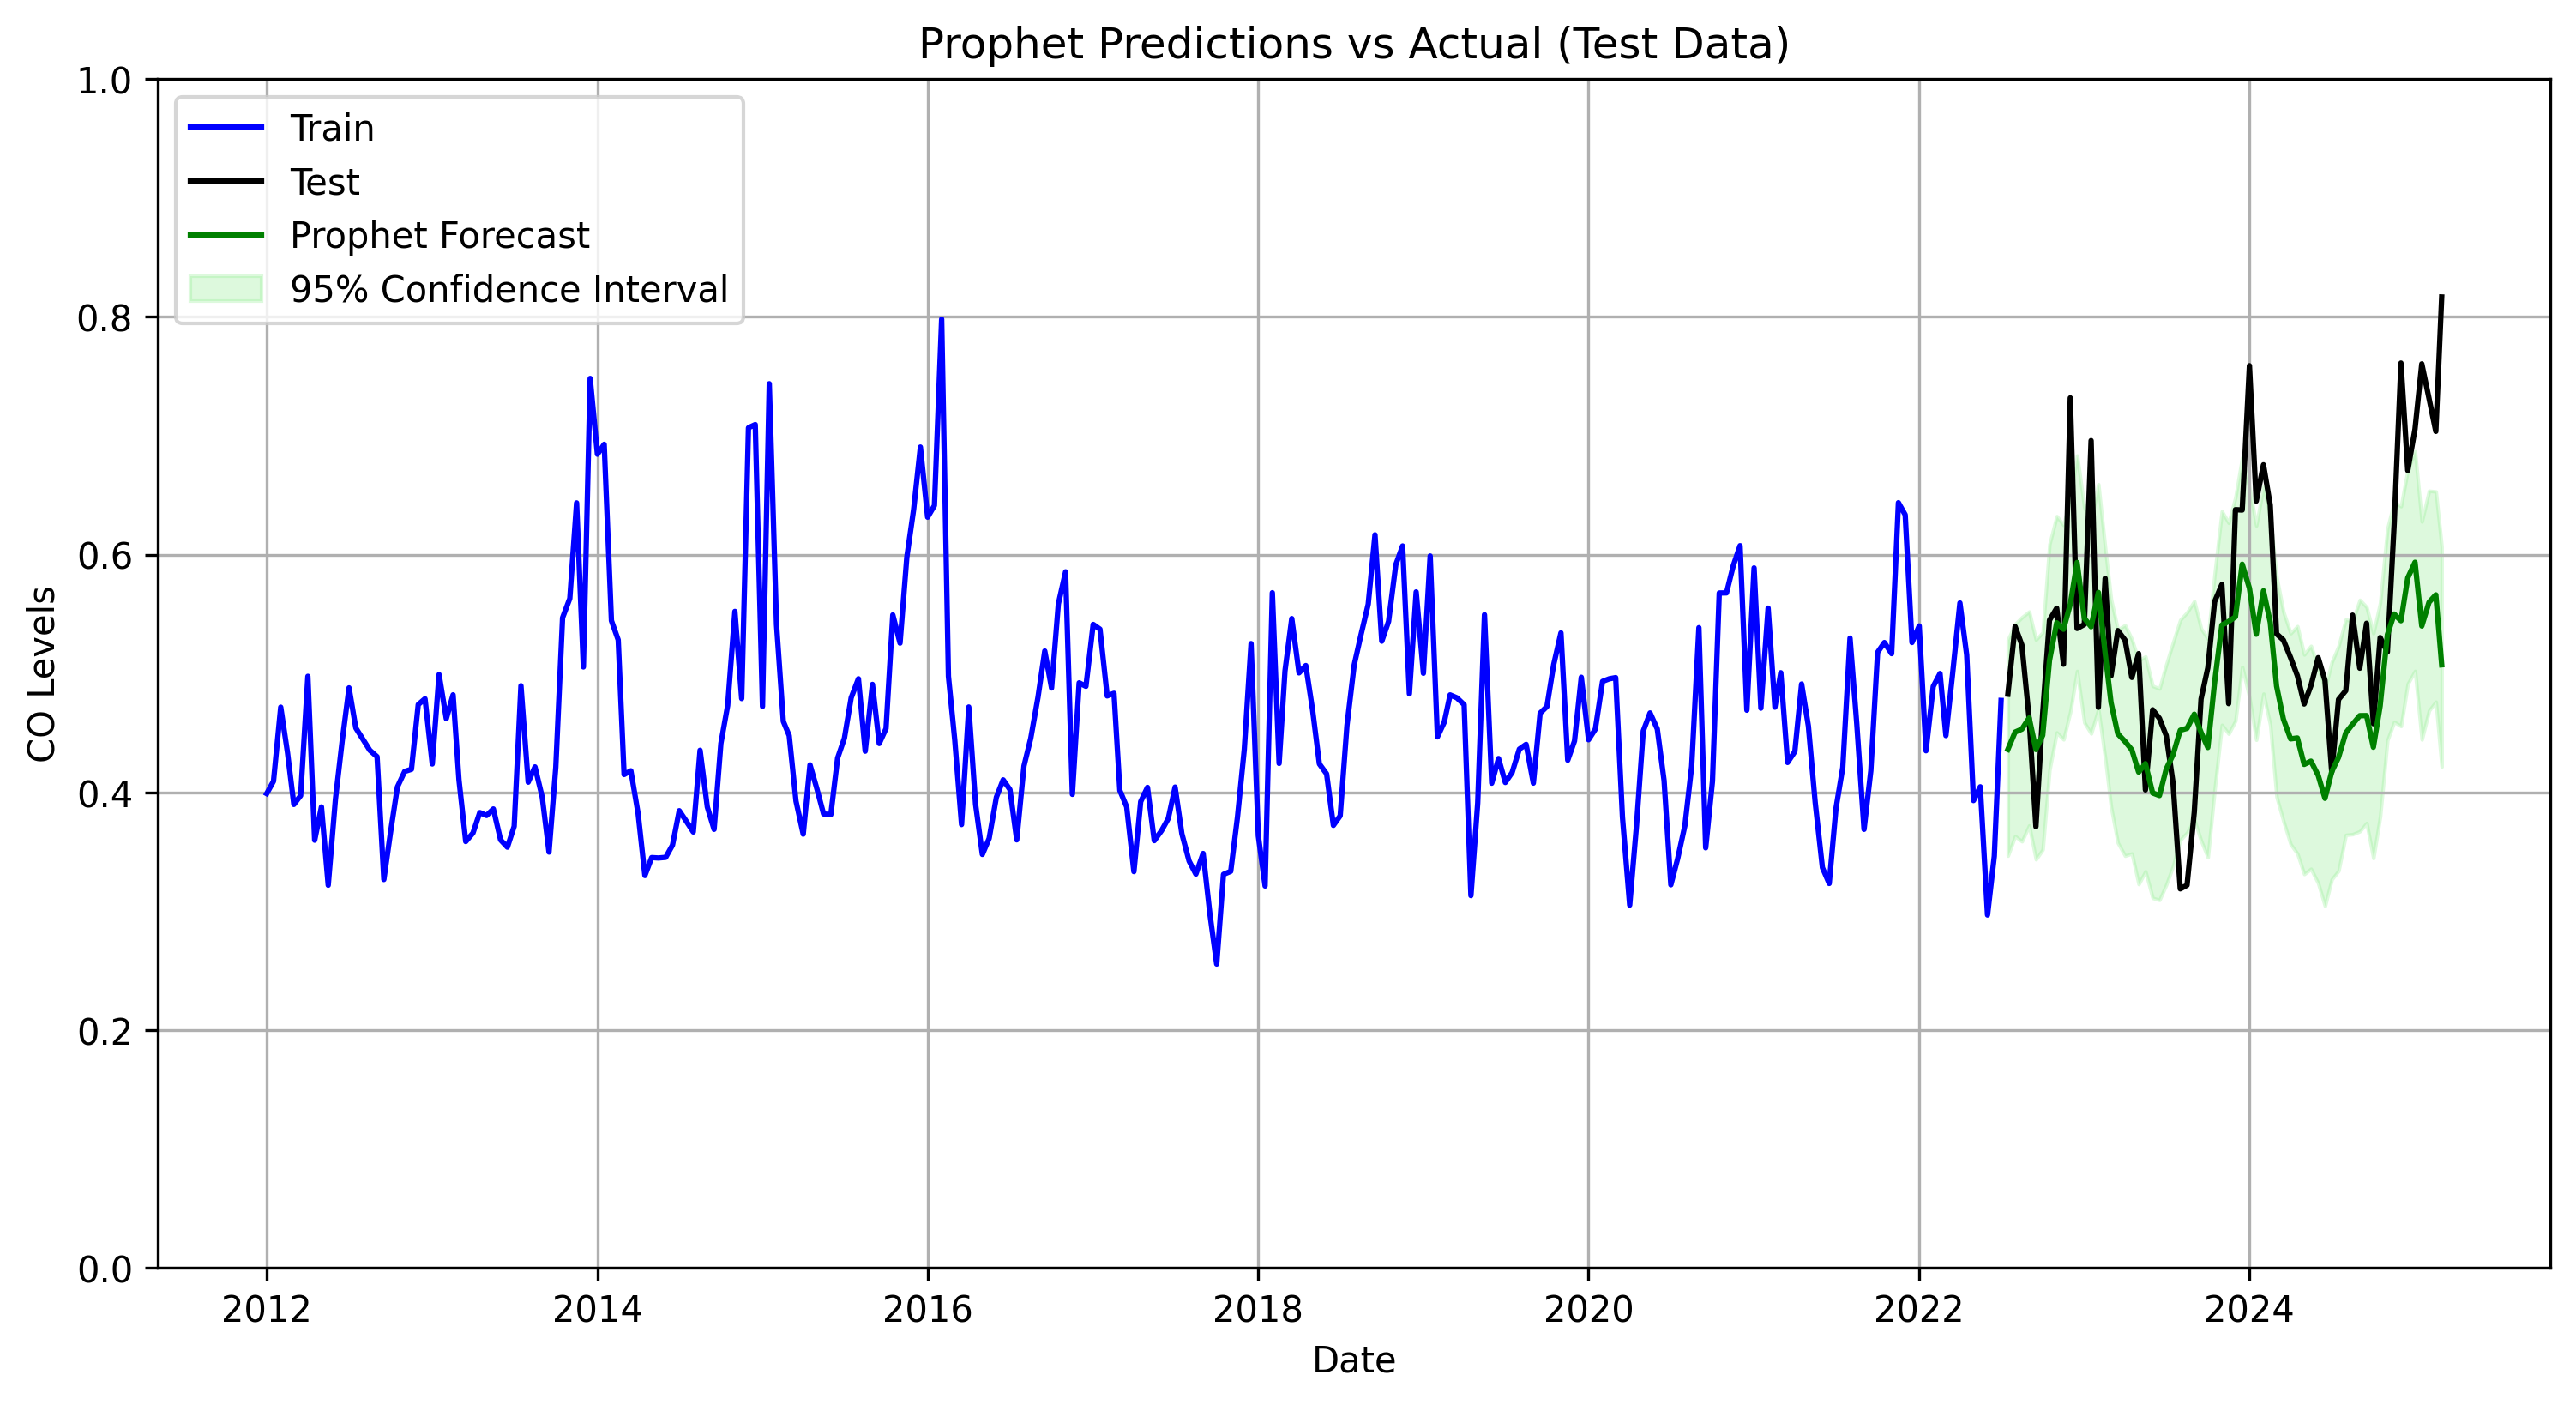 Prophet Predictions vs Actual (Test Data)
1.0
0.8
0.6
0.4
0.2
0.0
CO Levels
Train
Test
Prophet Forecast
95% Confidence Interval
2012 2014 2016 2018 2020 2022 2024
Date